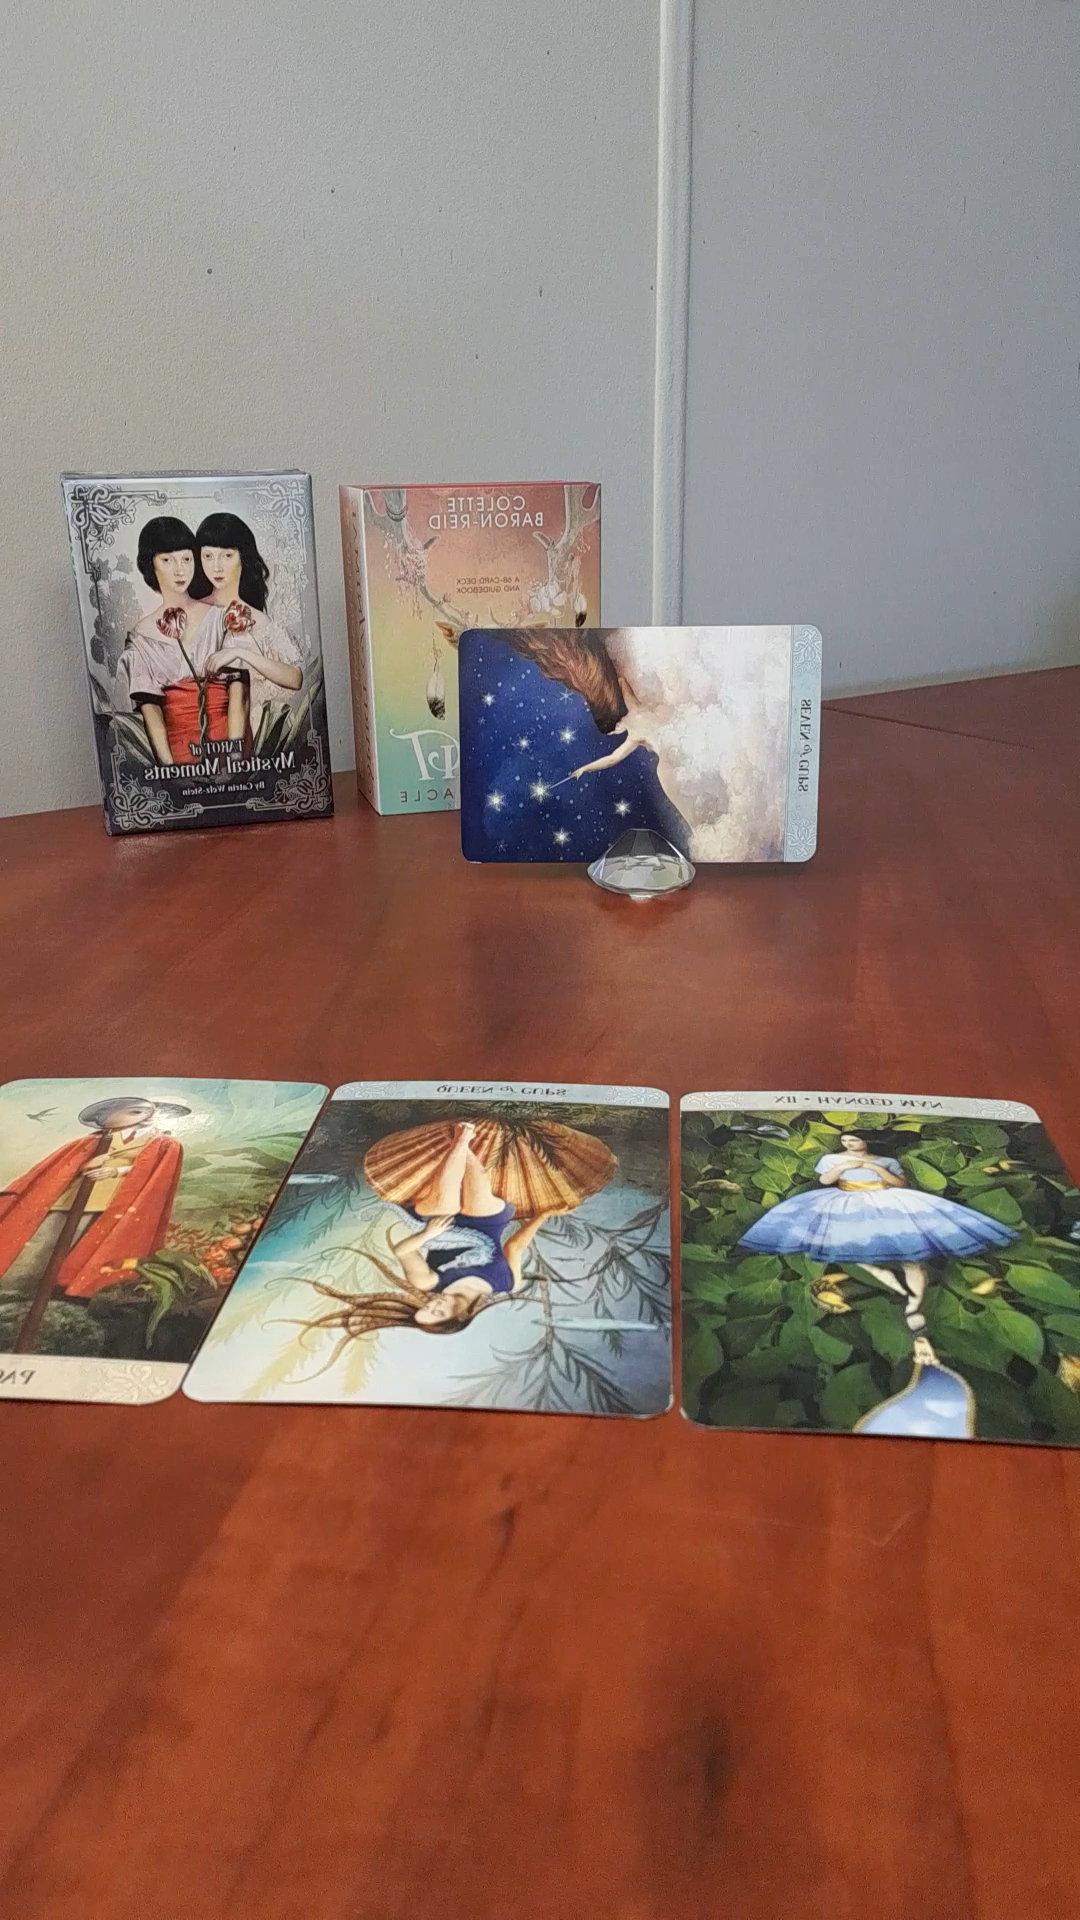 COLETTE
BARON-REID
A 68-CARD DECK
AND GUIDEBOOK
TAROT of
Mystical Moments
By Catrin Welz-Stein
SEVEN of CUPS
QUEEN of CUPS
XII • HANGED MAN